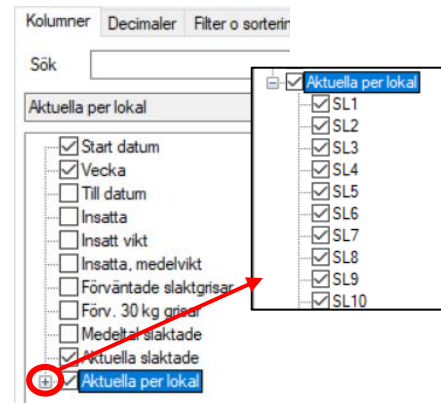 Kolumner Decimaler Filter o sorterin
Sök
Aktuella per lokal
Start datum
Vecka
Till datum
Insatta
Insatt vikt
Insatta, medelvikt
Förväntade slaktgrisar
Förv. 30 kg grisar
Medeltal slaktade
Aktuella slaktade
Aktuella per lokal
Aktuella per lokal
SL1
SL2
SL3
SL4
SL5
SL6
SL7
SL8
SL9
SL10